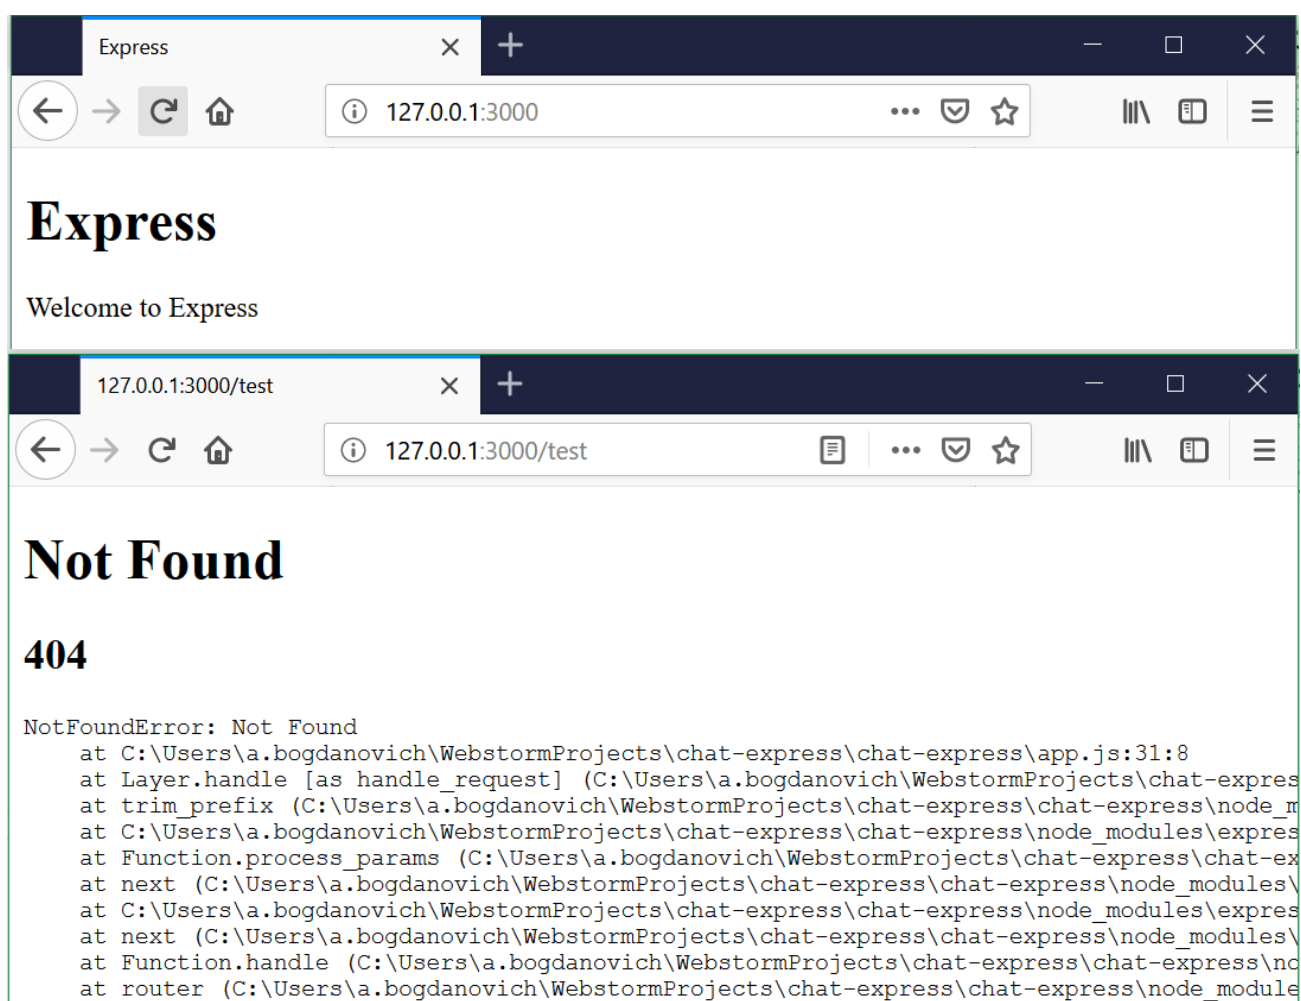 Express
127.0.0.1:3000
Express
Welcome to Express
127.0.0.1:3000/test
127.0.0.1:3000/test
Not Found
404
NotFoundError: Not Found
at C:\Users\a.bogdanovich\WebstormProjects\chat-express\chat-express\app.js:31:8
at Layer.handle [as handle_request] (C:\Users\a.bogdanovich\WebstormProjects\chat-expres
at trim_prefix (C:\Users\a.bogdanovich\WebstormProjects\chat-express\chat-express\node_m
at C:\Users\a.bogdanovich\WebstormProjects\chat-express\chat-express\node_modules\expres
at Function.process_params (C:\Users\a.bogdanovich\WebstormProjects\chat-express\chat-ex
at next (C:\Users\a.bogdanovich\WebstormProjects\chat-express\chat-express\node_modules\
at C:\Users\a.bogdanovich\WebstormProjects\chat-express\chat-express\node_modules\expres
at next (C:\Users\a.bogdanovich\WebstormProjects\chat-express\chat-express\node_modules\
at Function.handle (C:\Users\a.bogdanovich\WebstormProjects\chat-express\chat-express\no
at router (C:\Users\a.bogdanovich\WebstormProjects\chat-express\chat-express\node_module